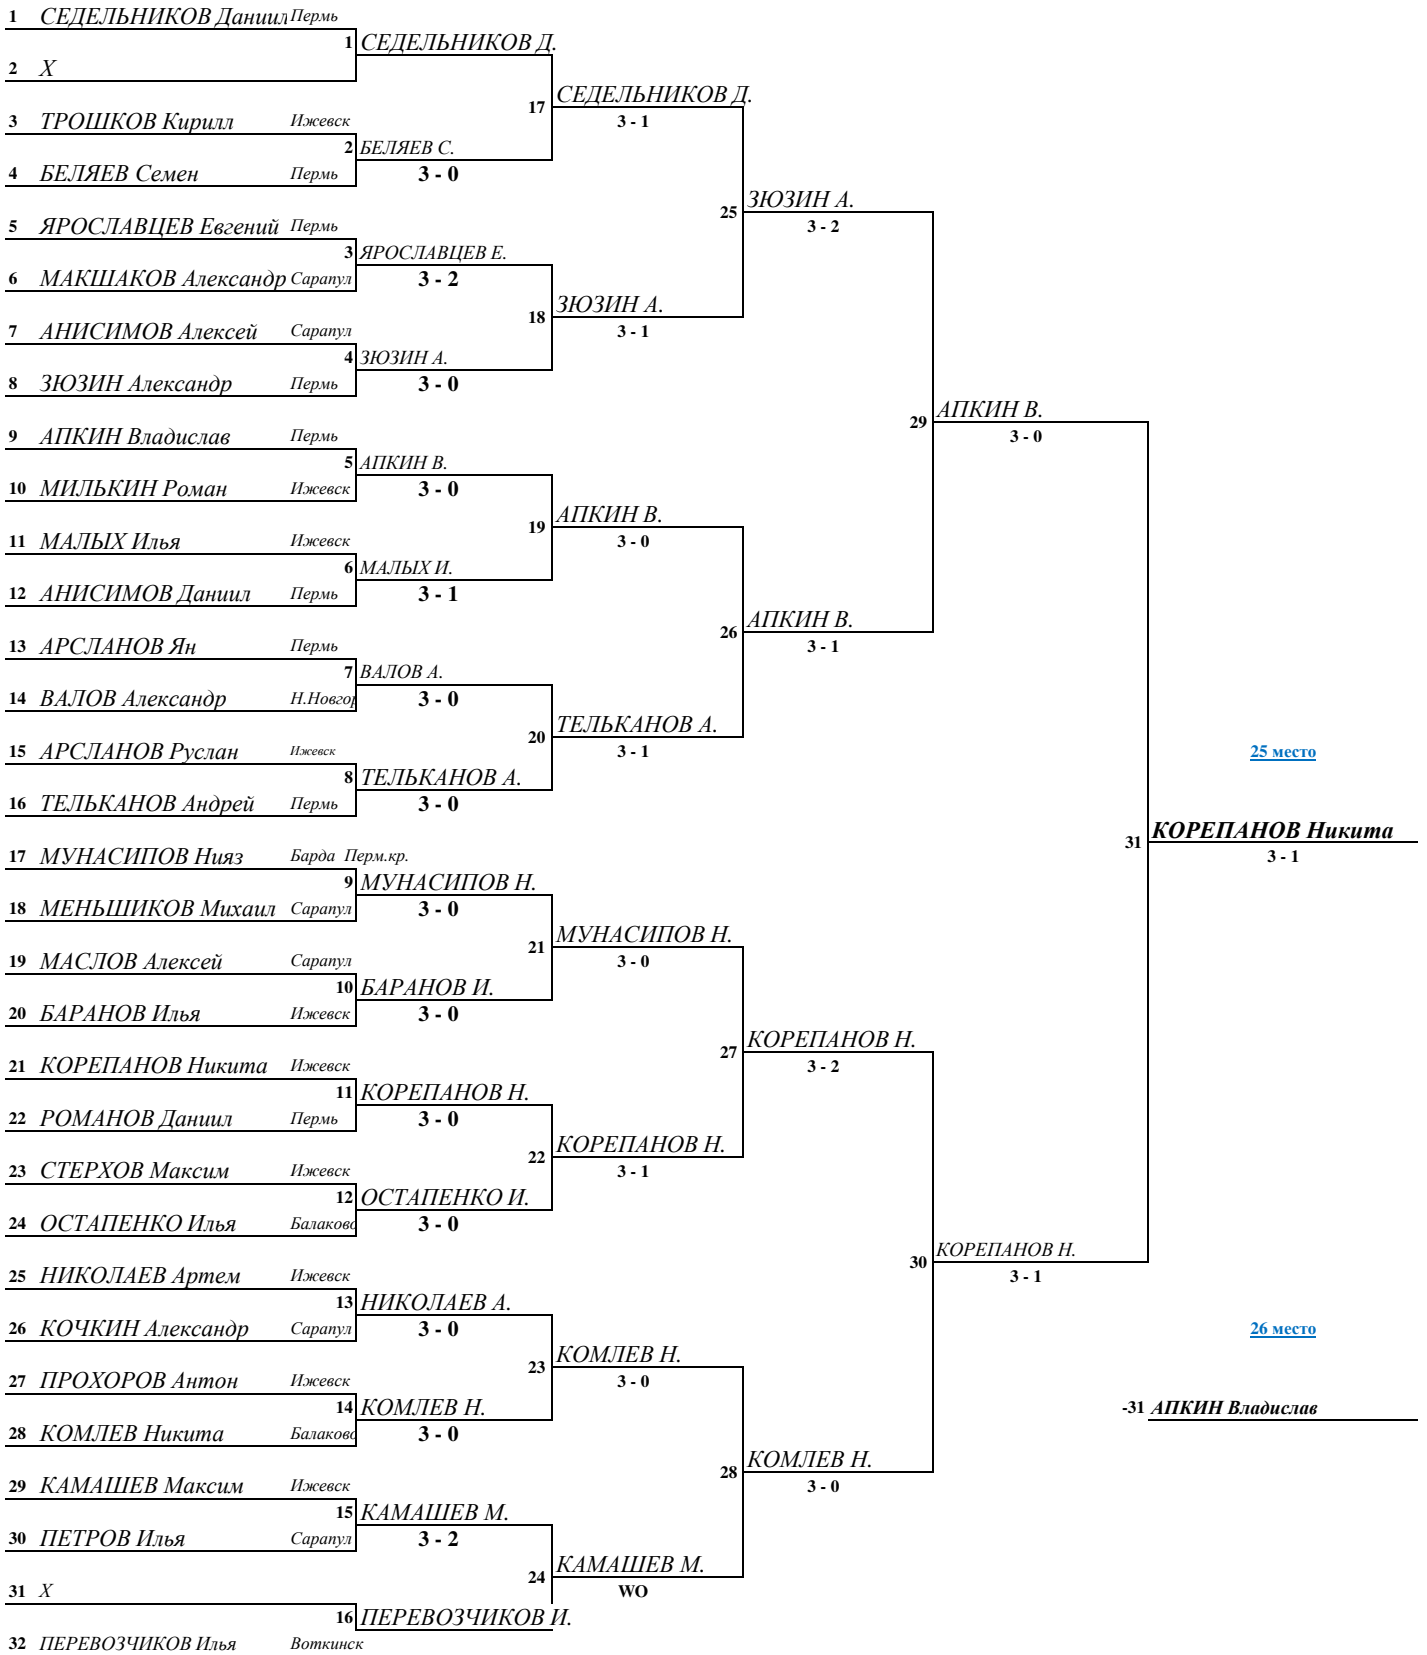 1 СЕДЕЛЬНИКОВ Даниил Пермь
1 СЕДЕЛЬНИКОВ Д.
2 Х
17 СЕДЕЛЬНИКОВ Д.
3 ТРОШКОВ Кирилл Ижевск
3 - 1
2 БЕЛЯЕВ С.
4 БЕЛЯЕВ Семен Пермь
3 - 0
25 ЗЮЗИН А.
5 ЯРОСЛАВЦЕВ Евгений Пермь
3 - 2
3 ЯРОСЛАВЦЕВ Е.
6 МАКШАКОВ Александр Сарапул
3 - 2
18 ЗЮЗИН А.
7 АНИСИМОВ Алексей Сарапул
3 - 1
4 ЗЮЗИН А.
8 ЗЮЗИН Александр Пермь
3 - 0
29 АПКИН В.
9 АПКИН Владислав Пермь
3 - 0
5 АПКИН В.
10 МИЛЬКИН Роман Ижевск
3 - 0
19 АПКИН В.
11 МАЛЫХ Илья Ижевск
3 - 0
6 МАЛЫХ И.
12 АНИСИМОВ Даниил Пермь
3 - 1
26 АПКИН В.
13 АРСЛАНОВ Ян Пермь
3 - 1
7 ВАЛОВ А.
14 ВАЛОВ Александр Н.Новгор
3 - 0
20 ТЕЛЬКАНОВ А.
15 АРСЛАНОВ Руслан Ижевск
3 - 1
25 место
8 ТЕЛЬКАНОВ А.
16 ТЕЛЬКАНОВ Андрей Пермь
3 - 0
31 КОРЕПАНОВ Никита
17 МУНАСИПОВ Нияз Барда Перм.кр.
3 - 1
9 МУНАСИПОВ Н.
18 МЕНЬШИКОВ Михаил Сарапул
3 - 0
21 МУНАСИПОВ Н.
19 МАСЛОВ Алексей Сарапул
3 - 0
10 БАРАНОВ И.
20 БАРАНОВ Илья Ижевск
3 - 0
27 КОРЕПАНОВ Н.
21 КОРЕПАНОВ Никита Ижевск
3 - 2
11 КОРЕПАНОВ Н.
22 РОМАНОВ Даниил Пермь
3 - 0
22 КОРЕПАНОВ Н.
23 СТЕРХОВ Максим Ижевск
3 - 1
12 ОСТАПЕНКО И.
24 ОСТАПЕНКО Илья Балаково
3 - 0
30 КОРЕПАНОВ Н.
25 НИКОЛАЕВ Артем Ижевск
3 - 1
13 НИКОЛАЕВ А.
26 КОЧКИН Александр Сарапул
3 - 0
26 место
23 КОМЛЕВ Н.
27 ПРОХОРОВ Антон Ижевск
3 - 0
14 КОМЛЕВ Н.
-31 АПКИН Владислав
28 КОМЛЕВ Никита Балаково
3 - 0
28 КОМЛЕВ Н.
29 КАМАШЕВ Максим Ижевск
3 - 0
15 КАМАШЕВ М.
30 ПЕТРОВ Илья Сарапул
3 - 2
24 КАМАШЕВ М.
31 Х
WO
16 ПЕРЕВОЗЧИКОВ И.
32 ПЕРЕВОЗЧИКОВ Илья Воткинск